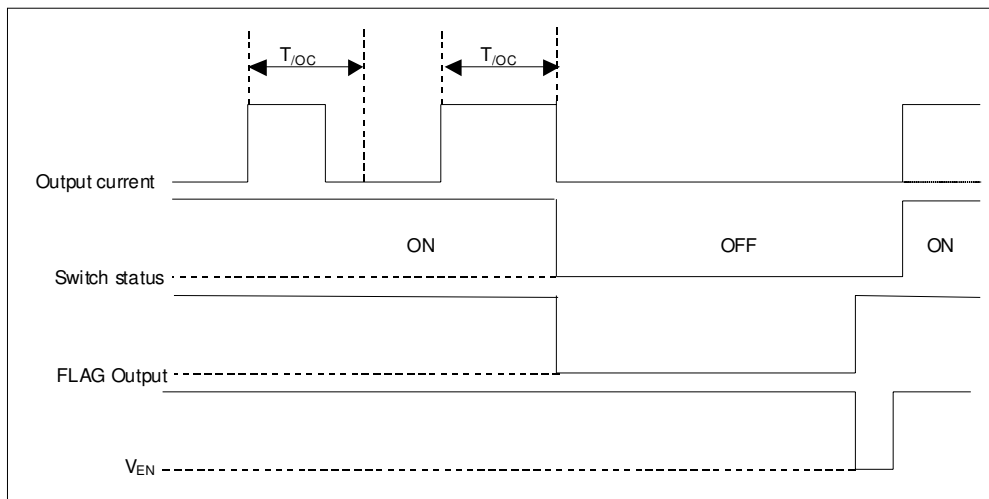 T/OC T/OC
Output current
ON OFF ON
Switch status
FLAG Output
VEN